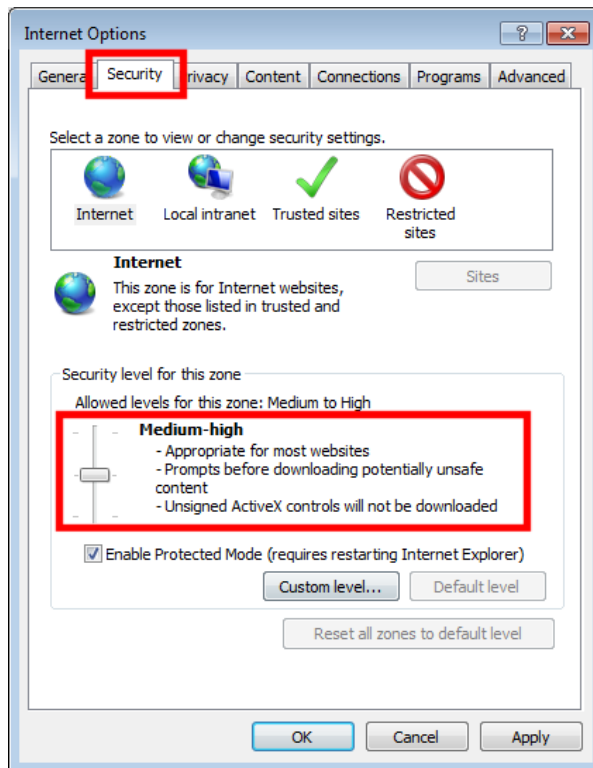 Internet Options
General Security Privacy Content Connections Programs Advanced
Select a zone to view or change security settings.
Internet Local intranet Trusted sites Restricted
sites
Internet
This zone is for Internet websites,
except those listed in trusted and
restricted zones.
Sites
Security level for this zone
Allowed levels for this zone: Medium to High
Medium-high
- Appropriate for most websites
- Prompts before downloading potentially unsafe
content
- Unsigned ActiveX controls will not be downloaded
Enable Protected Mode (requires restarting Internet Explorer)
Custom level... Default level
Reset all zones to default level
OK Cancel Apply